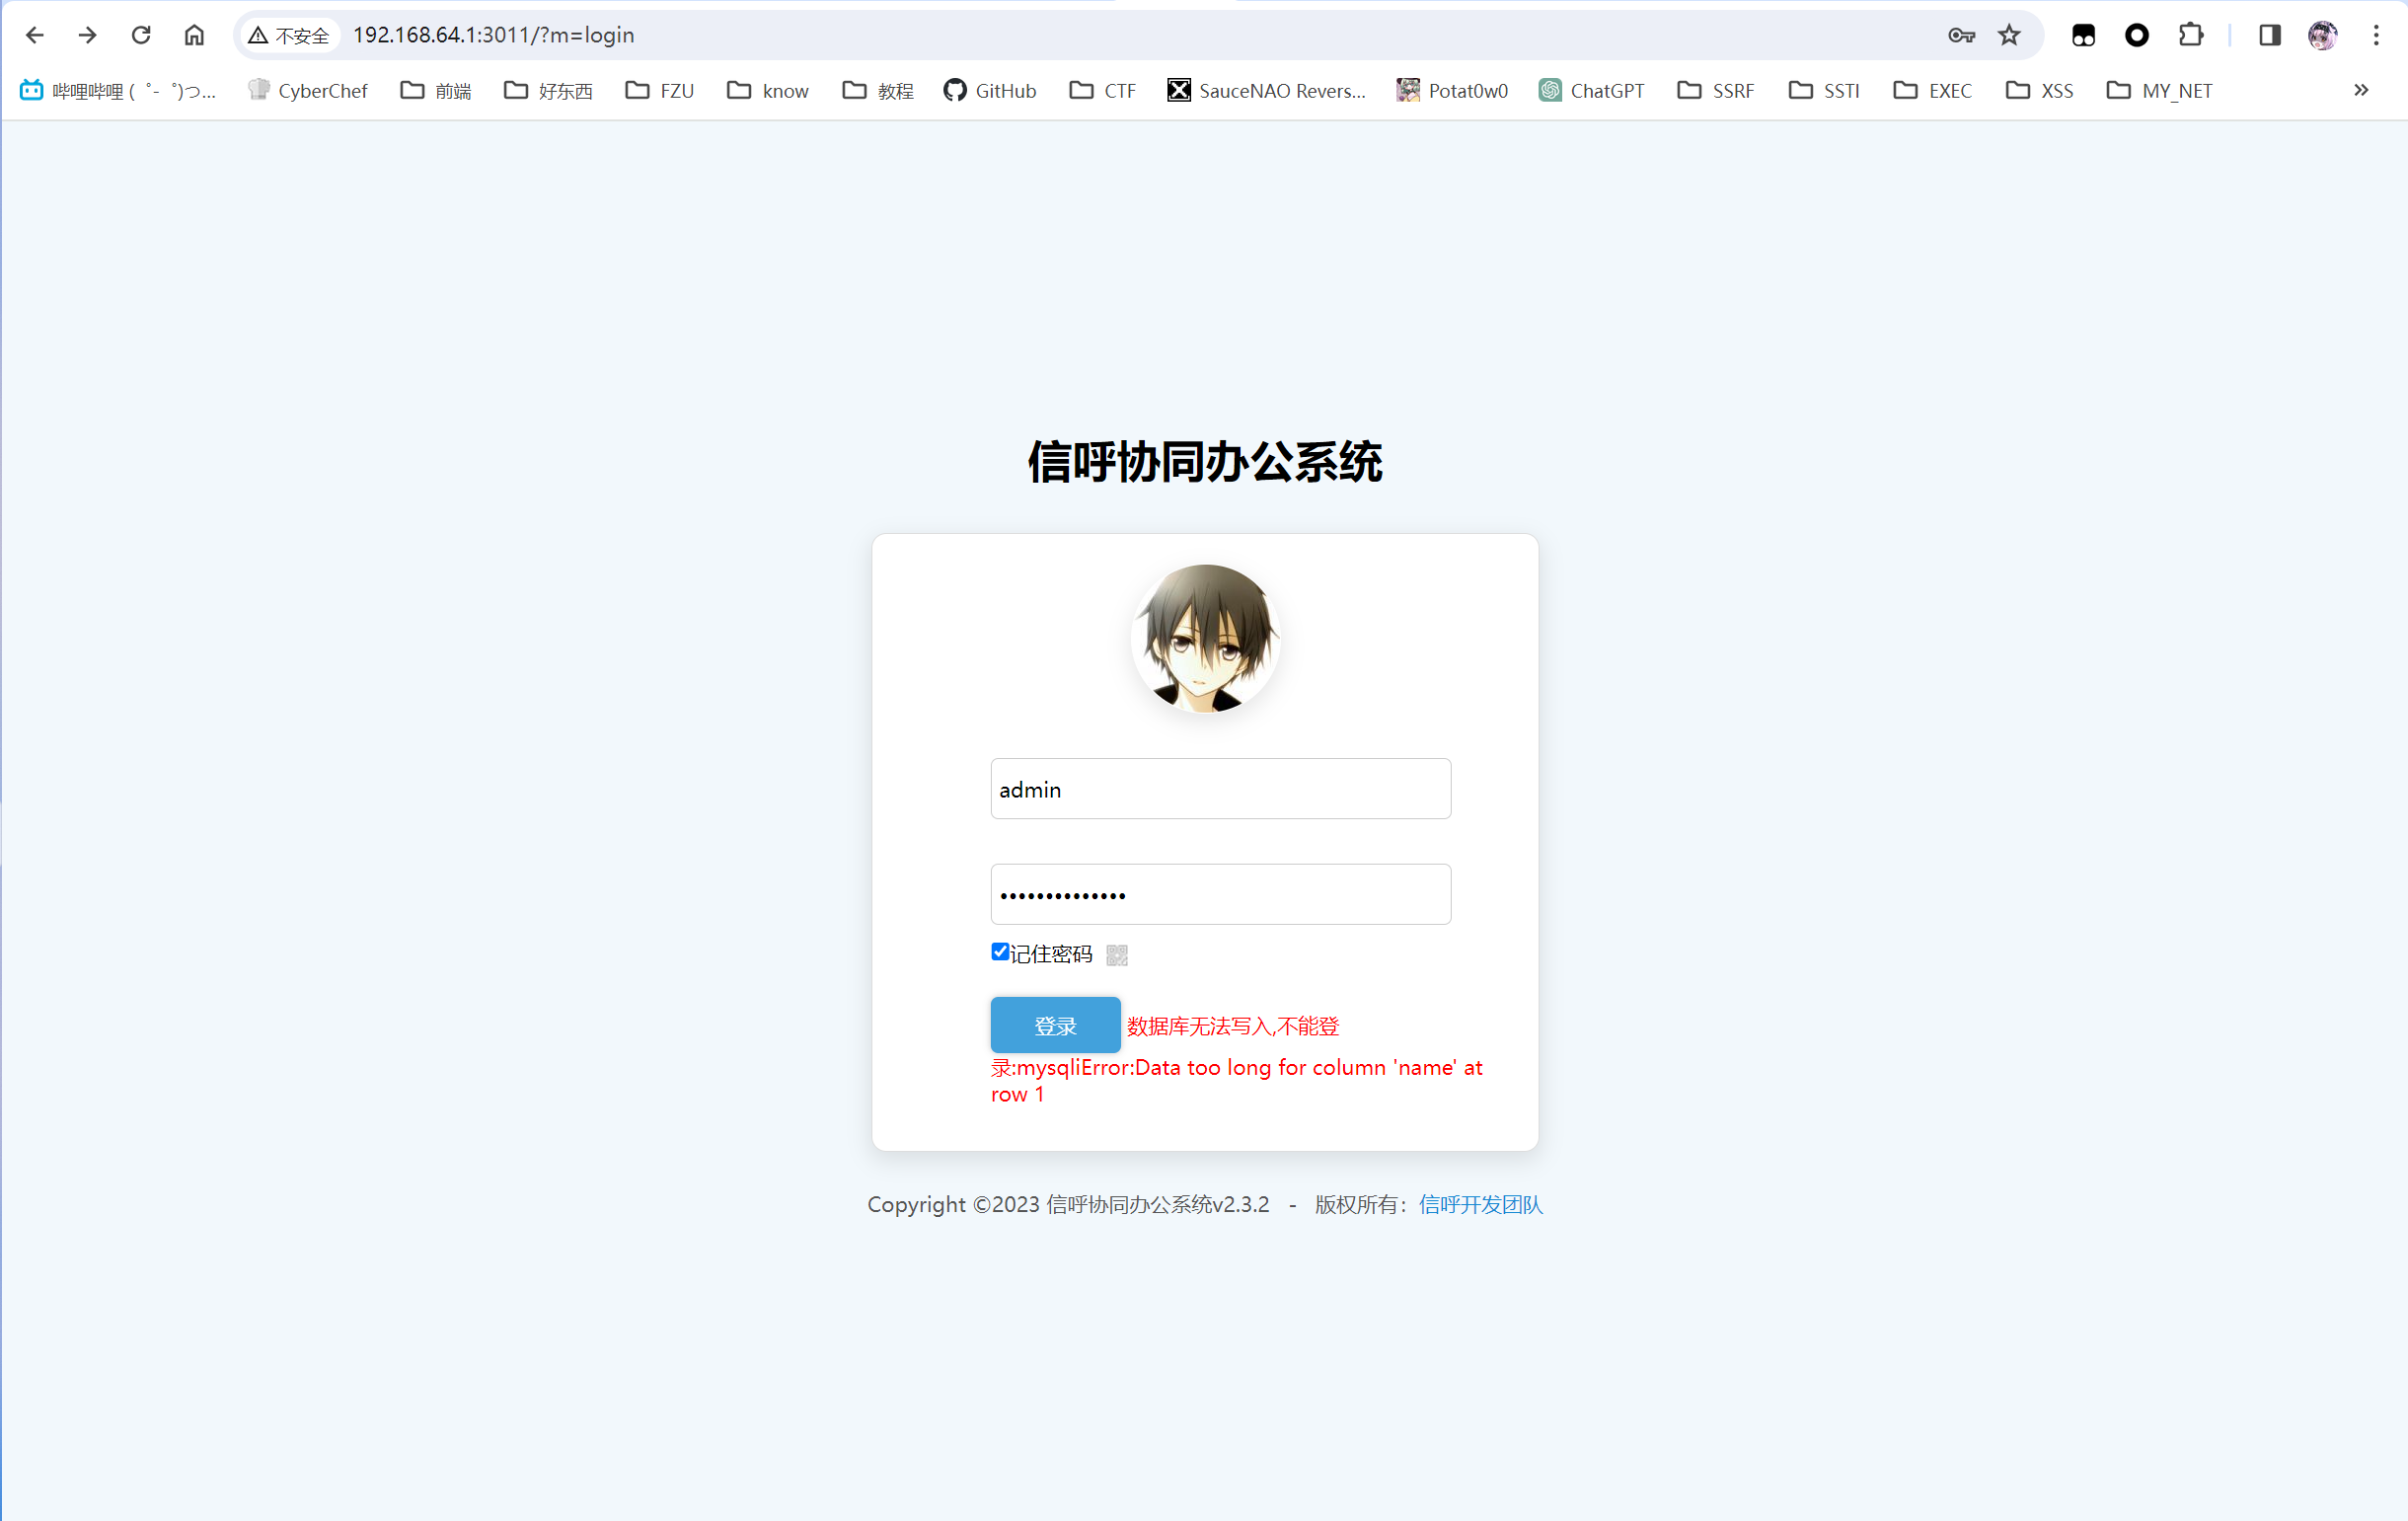 不安全 192.168.64.1:3011/?m=login
哔哩哔哩 (゜-゜)つ... CyberChef 前端 好东西 FZU know 教程 GitHub CTF SauceNAO Revers... Potat0w0 ChatGPT SSRF SSTI EXEC XSS MY_NET »
信呼协同办公系统
admin
••••••••••••••
记住密码
登录 数据库无法写入,不能登
录:mysqliError:Data too long for column 'name' at
row 1
Copyright ©2023 信呼协同办公系统v2.3.2 - 版权所有：信呼开发团队